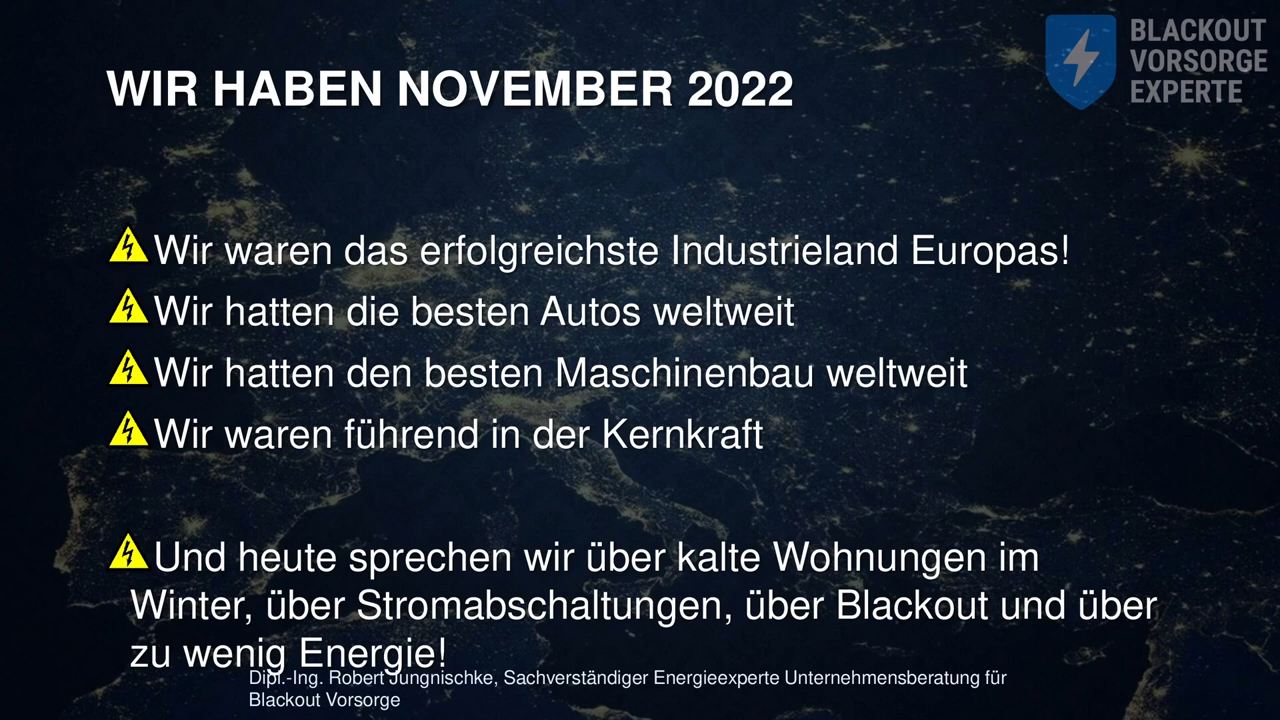 BLACKOUT
VORSORGE
EXPERTE
WIR HABEN NOVEMBER 2022
Wir waren das erfolgreichste Industrieland Europas!
Wir hatten die besten Autos weltweit
Wir hatten den besten Maschinenbau weltweit
Wir waren führend in der Kernkraft
Und heute sprechen wir über kalte Wohnungen im
Winter, über Stromabschaltungen, über Blackout und über
zu wenig Energie!
Dipl.-Ing. Robert Jungnischke, Sachverständiger Energieexperte Unternehmensberatung für
Blackout Vorsorge